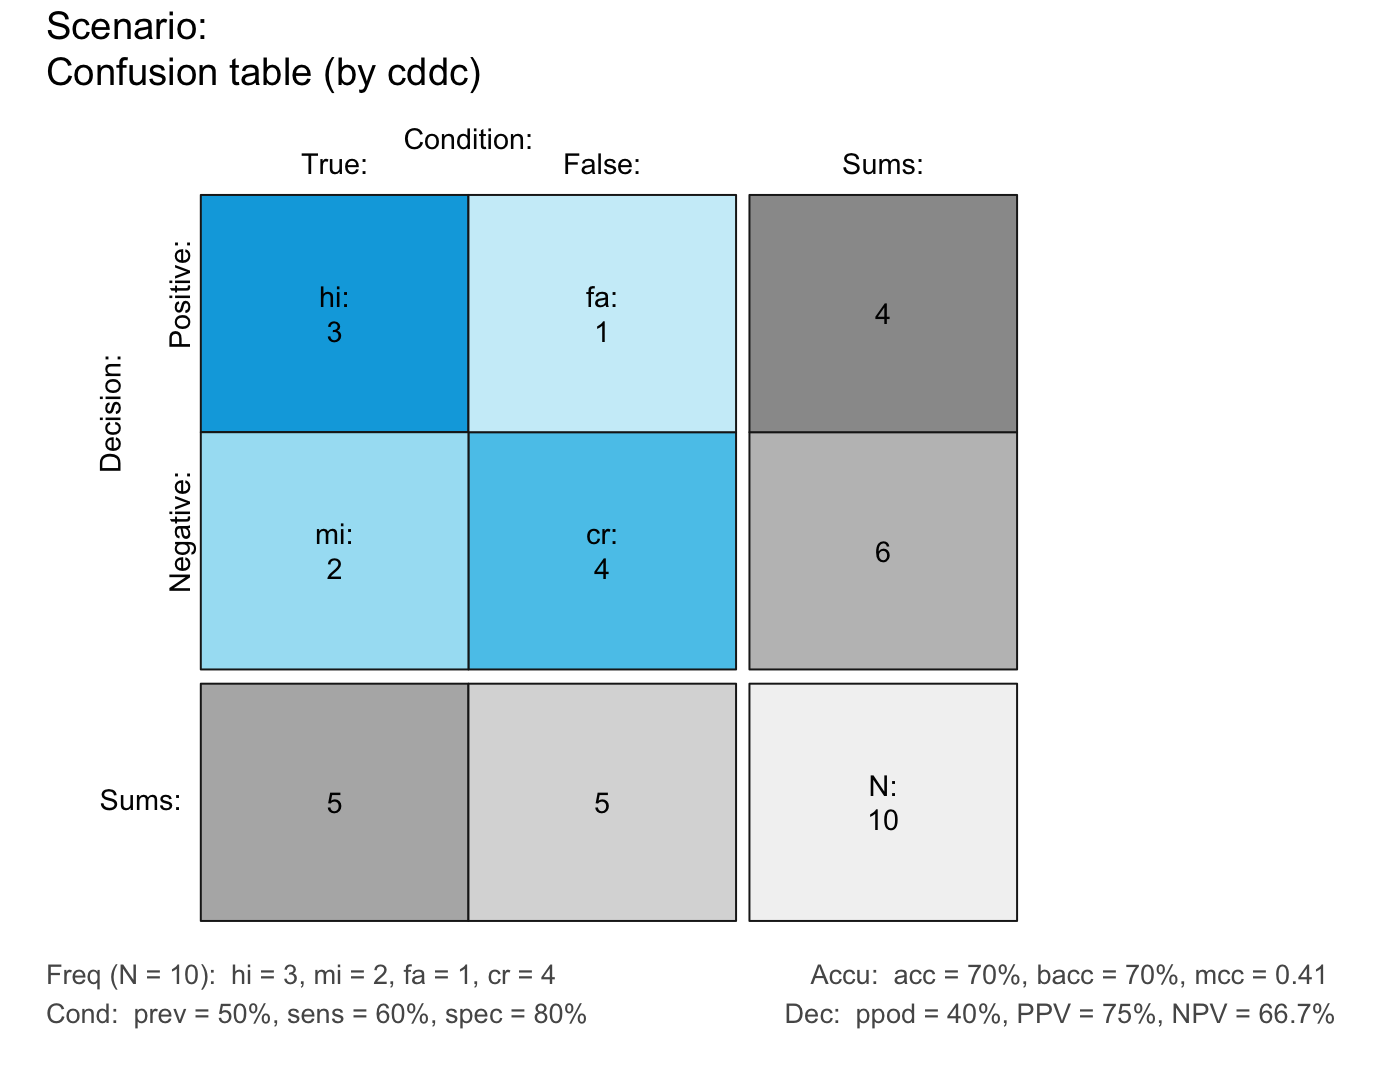 Scenario:
Confusion table (by cddc)
Condition:
True:
False:
Sums:
Decision:
Positive:
hi:
3
fa:
1
4
Negative:
mi:
2
cr:
4
6
Sums:
5
5
N:
10
Freq (N = 10):  hi = 3, mi = 2, fa = 1, cr = 4
Accu:  acc = 70%, bacc = 70%, mcc = 0.41
Cond:  prev = 50%, sens = 60%, spec = 80%
Dec:  ppod = 40%, PPV = 75%, NPV = 66.7%